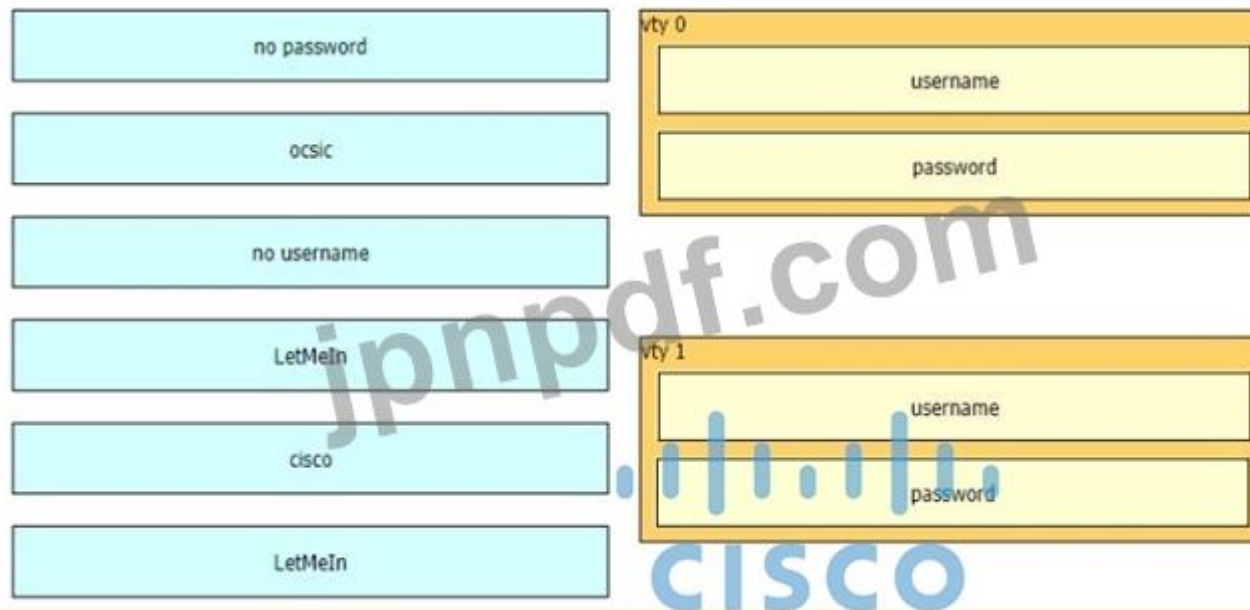 no password
ocsic
no username
LetMeIn
cisco
LetMeIn
vty 0
username
password
vty 1
username
password
jpnpdf.com
CISCO